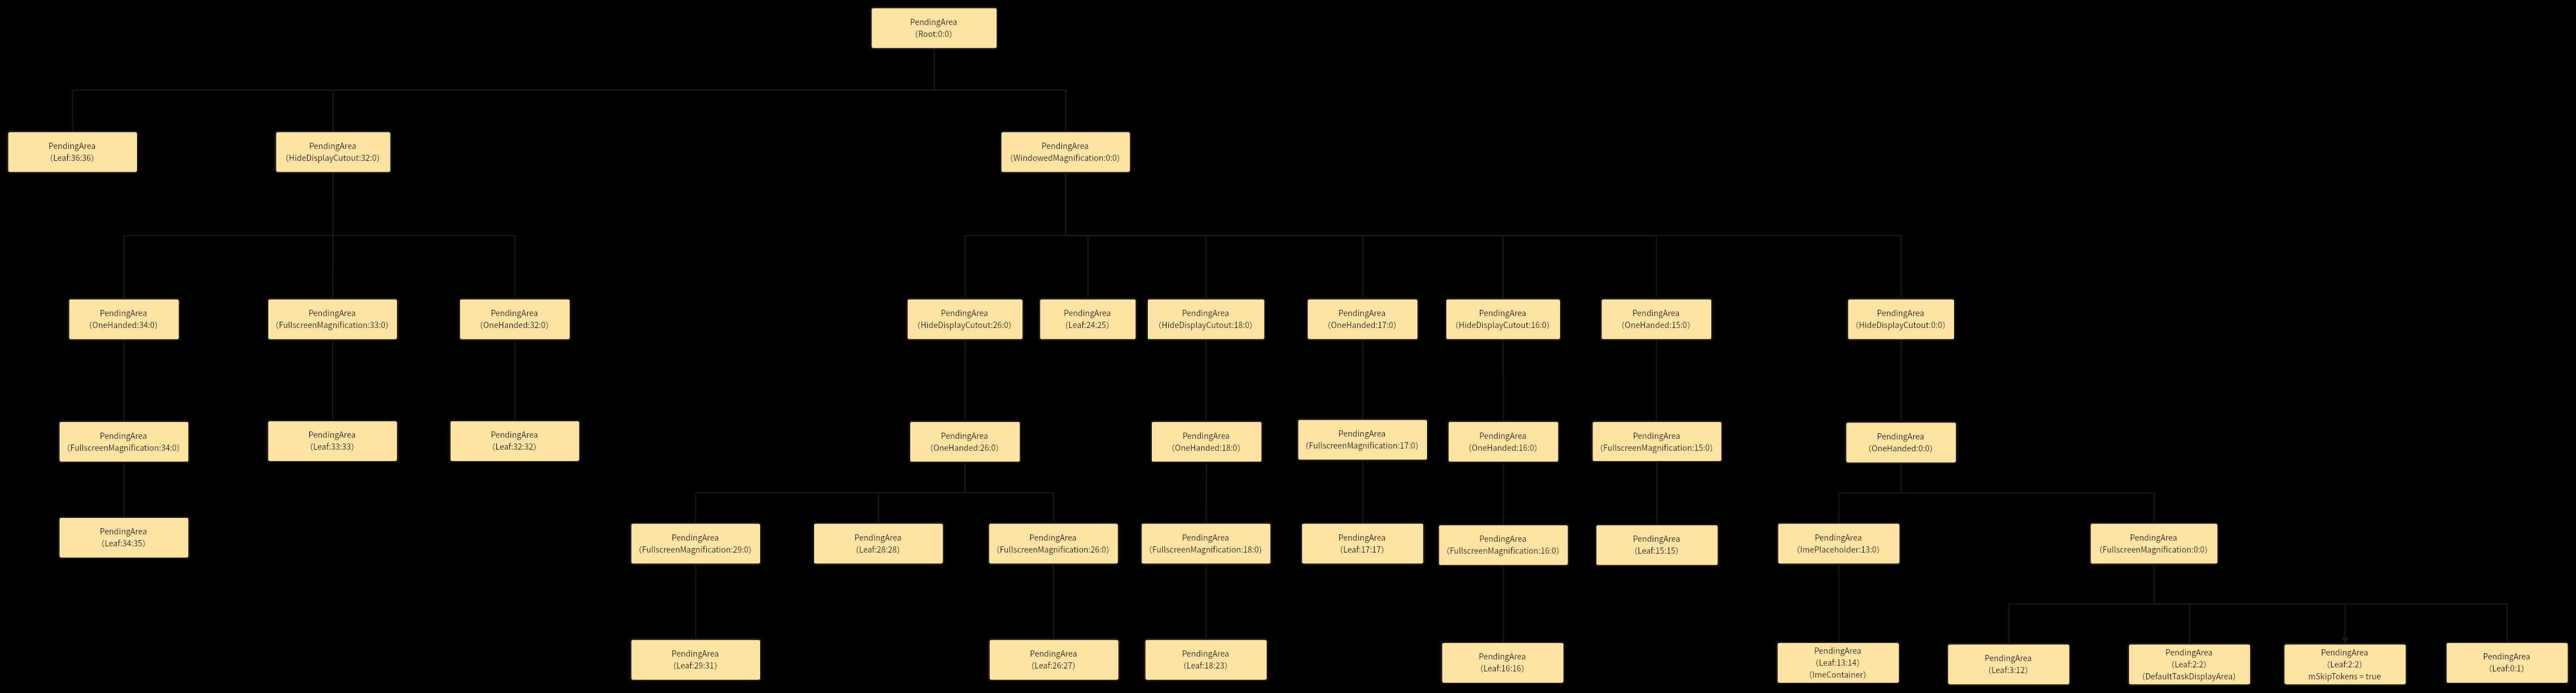 PendingArea
(Root:0:0)
PendingArea
(Leaf:36:36)
PendingArea
(HideDisplayCutout:32:0)
PendingArea
(WindowedMagnification:0:0)
PendingArea
(OneHanded:34:0)
PendingArea
(FullscreenMagnification:33:0)
PendingArea
(OneHanded:32:0)
PendingArea
(HideDisplayCutout:26:0)
PendingArea
(Leaf:24:25)
PendingArea
(HideDisplayCutout:18:0)
PendingArea
(OneHanded:17:0)
PendingArea
(HideDisplayCutout:16:0)
PendingArea
(OneHanded:15:0)
PendingArea
(HideDisplayCutout:0:0)
PendingArea
(FullscreenMagnification:34:0)
PendingArea
(Leaf:33:33)
PendingArea
(Leaf:32:32)
PendingArea
(OneHanded:26:0)
PendingArea
(OneHanded:18:0)
PendingArea
(FullscreenMagnification:17:0)
PendingArea
(OneHanded:16:0)
PendingArea
(FullscreenMagnification:15:0)
PendingArea
(OneHanded:0:0)
PendingArea
(Leaf:34:35)
PendingArea
(FullscreenMagnification:29:0)
PendingArea
(Leaf:28:28)
PendingArea
(FullscreenMagnification:26:0)
PendingArea
(FullscreenMagnification:18:0)
PendingArea
(Leaf:17:17)
PendingArea
(FullscreenMagnification:16:0)
PendingArea
(Leaf:15:15)
PendingArea
(ImePlaceholder:13:0)
PendingArea
(FullscreenMagnification:0:0)
PendingArea
(Leaf:29:31)
PendingArea
(Leaf:26:27)
PendingArea
(Leaf:18:23)
PendingArea
(Leaf:16:16)
PendingArea
(Leaf:13:14)
(ImeContainer)
PendingArea
(Leaf:3:12)
PendingArea
(Leaf:2:2)
(DefaultTaskDisplayArea)
PendingArea
(Leaf:2:2)
mSkipTokens = true
PendingArea
(Leaf:0:1)